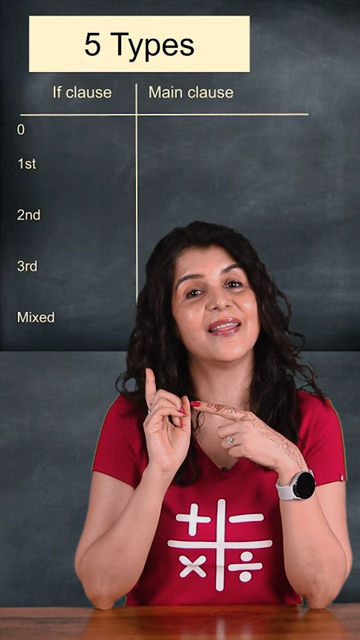 5 Types
If clause Main clause
0
1st
2nd
3rd
Mixed
+ -
× ÷